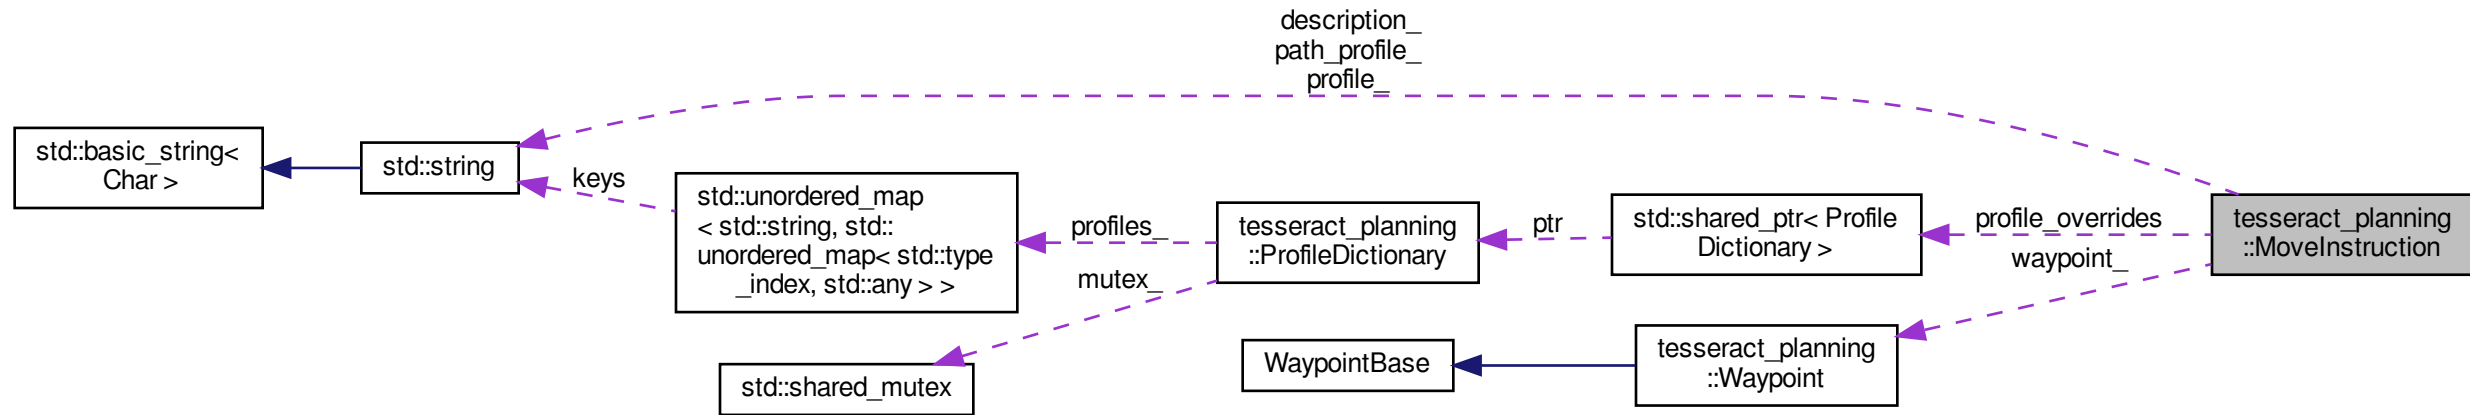 description_
path_profile_
profile_
std::basic_string<
Char >
std::string
keys
std::unordered_map
< std::string, std::
unordered_map< std::type
_index, std::any > >
profiles_
mutex_
std::shared_mutex
tesseract_planning
::ProfileDictionary
ptr
std::shared_ptr< Profile
Dictionary >
profile_overrides
waypoint_
tesseract_planning
::MoveInstruction
WaypointBase
tesseract_planning
::Waypoint